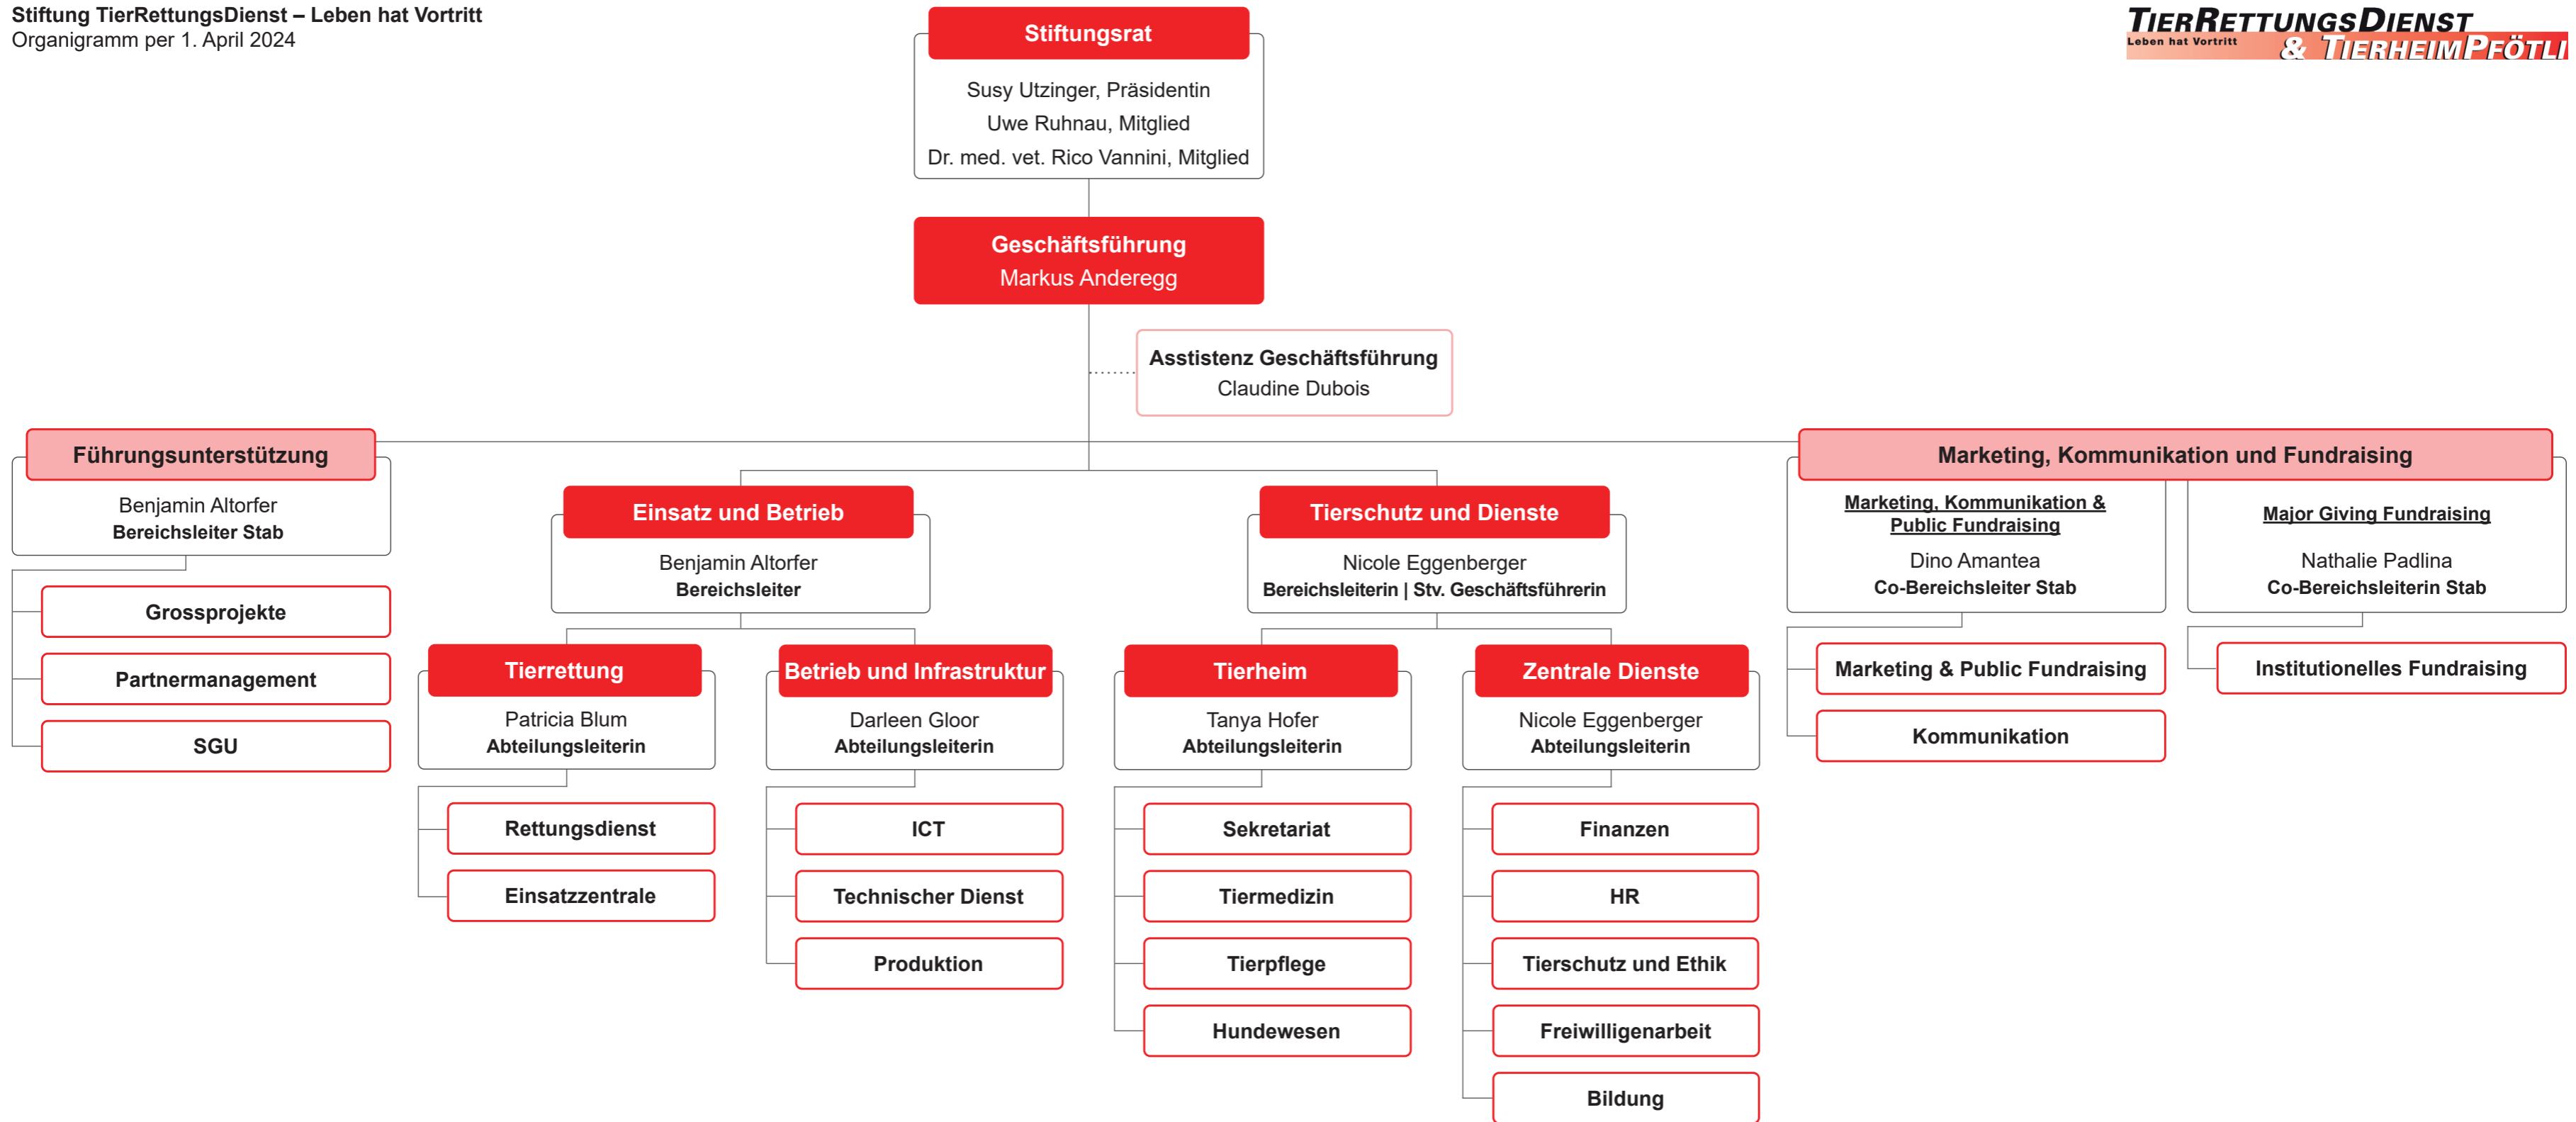 Stiftung TierRettungsDienst – Leben hat Vortritt
Organigramm per 1. April 2024
TIERRETTUNGSDIENST
Leben hat Vortritt
& TIERHEIMPFÖTLI
Stiftungsrat
Susy Utzinger, Präsidentin
Uwe Ruhnau, Mitglied
Dr. med. vet. Rico Vannini, Mitglied
Geschäftsführung
Markus Anderegg
Asstistenz Geschäftsführung
Claudine Dubois
Führungsunterstützung
Benjamin Altorfer
Bereichsleiter Stab
Grossprojekte
Partnermanagement
SGU
Einsatz und Betrieb
Benjamin Altorfer
Bereichsleiter
Tierrettung
Patricia Blum
Abteilungsleiterin
Rettungsdienst
Einsatzzentrale
Betrieb und Infrastruktur
Darleen Gloor
Abteilungsleiterin
ICT
Technischer Dienst
Produktion
Tierschutz und Dienste
Nicole Eggenberger
Bereichsleiterin | Stv. Geschäftsführerin
Tierheim
Tanya Hofer
Abteilungsleiterin
Sekretariat
Tiermedizin
Tierpflege
Hundewesen
Zentrale Dienste
Nicole Eggenberger
Abteilungsleiterin
Finanzen
HR
Tierschutz und Ethik
Freiwilligenarbeit
Bildung
Marketing, Kommunikation und Fundraising
Marketing, Kommunikation &
Public Fundraising
Dino Amantea
Co-Bereichsleiter Stab
Marketing & Public Fundraising
Kommunikation
Major Giving Fundraising
Nathalie Padlina
Co-Bereichsleiterin Stab
Institutionelles Fundraising